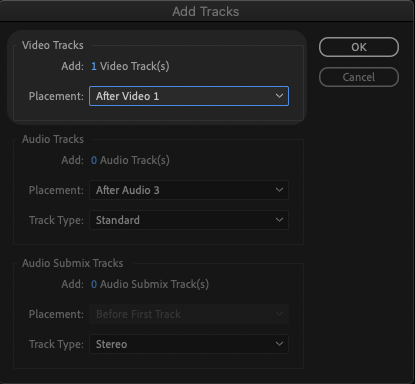 Add Tracks
Video Tracks
OK
Add: 1 Video Track(s)
Cancel
Placement: After Video 1
Audio Tracks
Add: 0 Audio Track(s)
Placement: After Audio 3
Track Type: Standard
Audio Submix Tracks
Add: 0 Audio Submix Track(s)
Placement: Before First Track
Track Type: Stereo